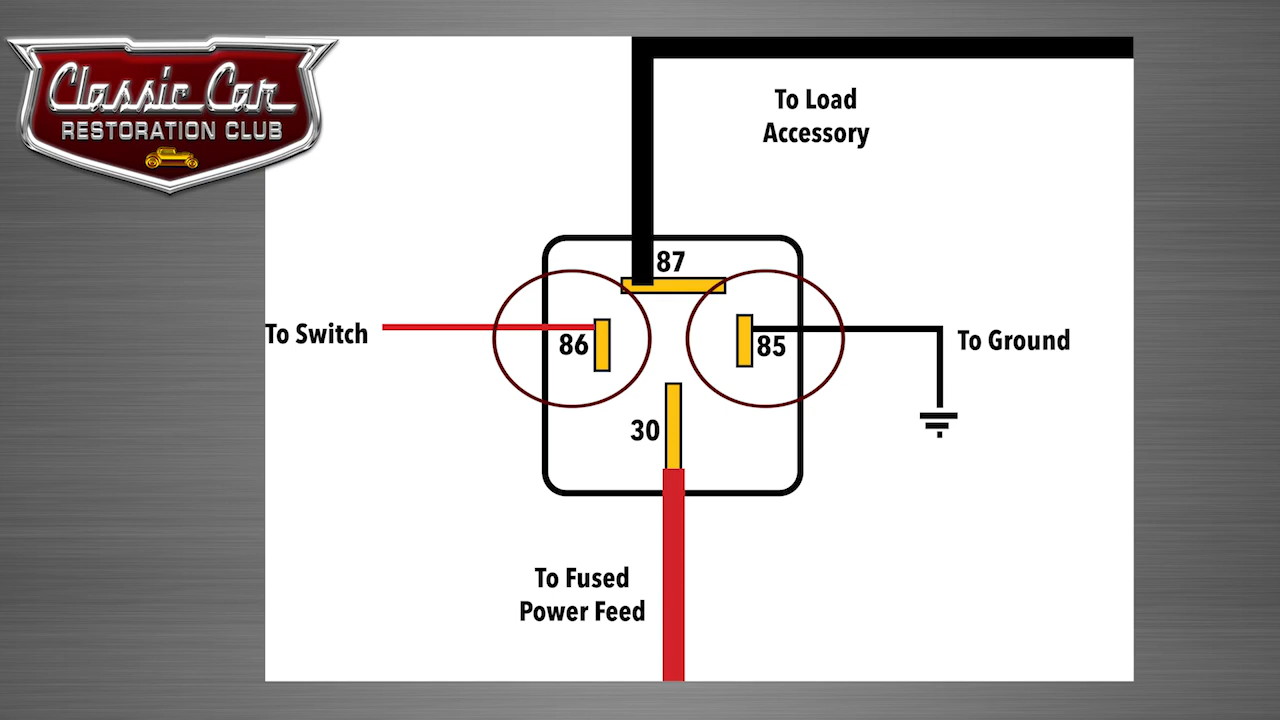 Classic Car
RESTORATION CLUB
To Load
Accessory
87
To Switch
86
85
To Ground
30
To Fused
Power Feed